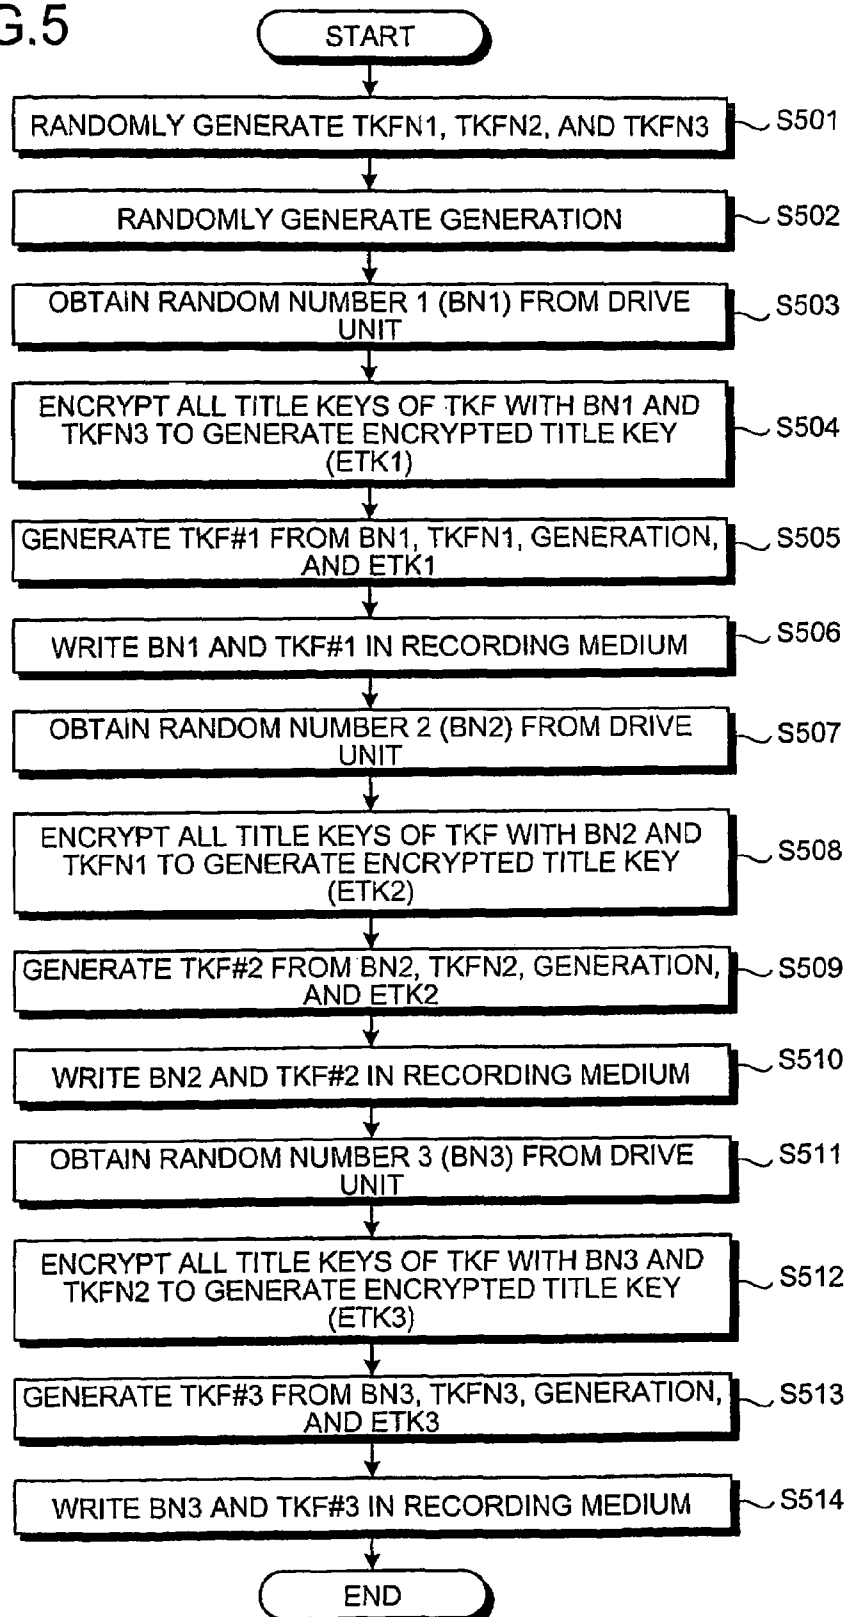 G.5
START
RANDOMLY GENERATE TKFN1, TKFN2, AND TKFN3
S501
RANDOMLY GENERATE GENERATION
S502
OBTAIN RANDOM NUMBER 1 (BN1) FROM DRIVE
UNIT
S503
ENCRYPT ALL TITLE KEYS OF TKF WITH BN1 AND
TKFN3 TO GENERATE ENCRYPTED TITLE KEY
(ETK1)
S504
GENERATE TKF#1 FROM BN1, TKFN1, GENERATION,
AND ETK1
S505
WRITE BN1 AND TKF#1 IN RECORDING MEDIUM
S506
OBTAIN RANDOM NUMBER 2 (BN2) FROM DRIVE
UNIT
S507
ENCRYPT ALL TITLE KEYS OF TKF WITH BN2 AND
TKFN1 TO GENERATE ENCRYPTED TITLE KEY
(ETK2)
S508
GENERATE TKF#2 FROM BN2, TKFN2, GENERATION,
AND ETK2
S509
WRITE BN2 AND TKF#2 IN RECORDING MEDIUM
S510
OBTAIN RANDOM NUMBER 3 (BN3) FROM DRIVE
UNIT
S511
ENCRYPT ALL TITLE KEYS OF TKF WITH BN3 AND
TKFN2 TO GENERATE ENCRYPTED TITLE KEY
(ETK3)
S512
GENERATE TKF#3 FROM BN3, TKFN3, GENERATION,
AND ETK3
S513
WRITE BN3 AND TKF#3 IN RECORDING MEDIUM
S514
END